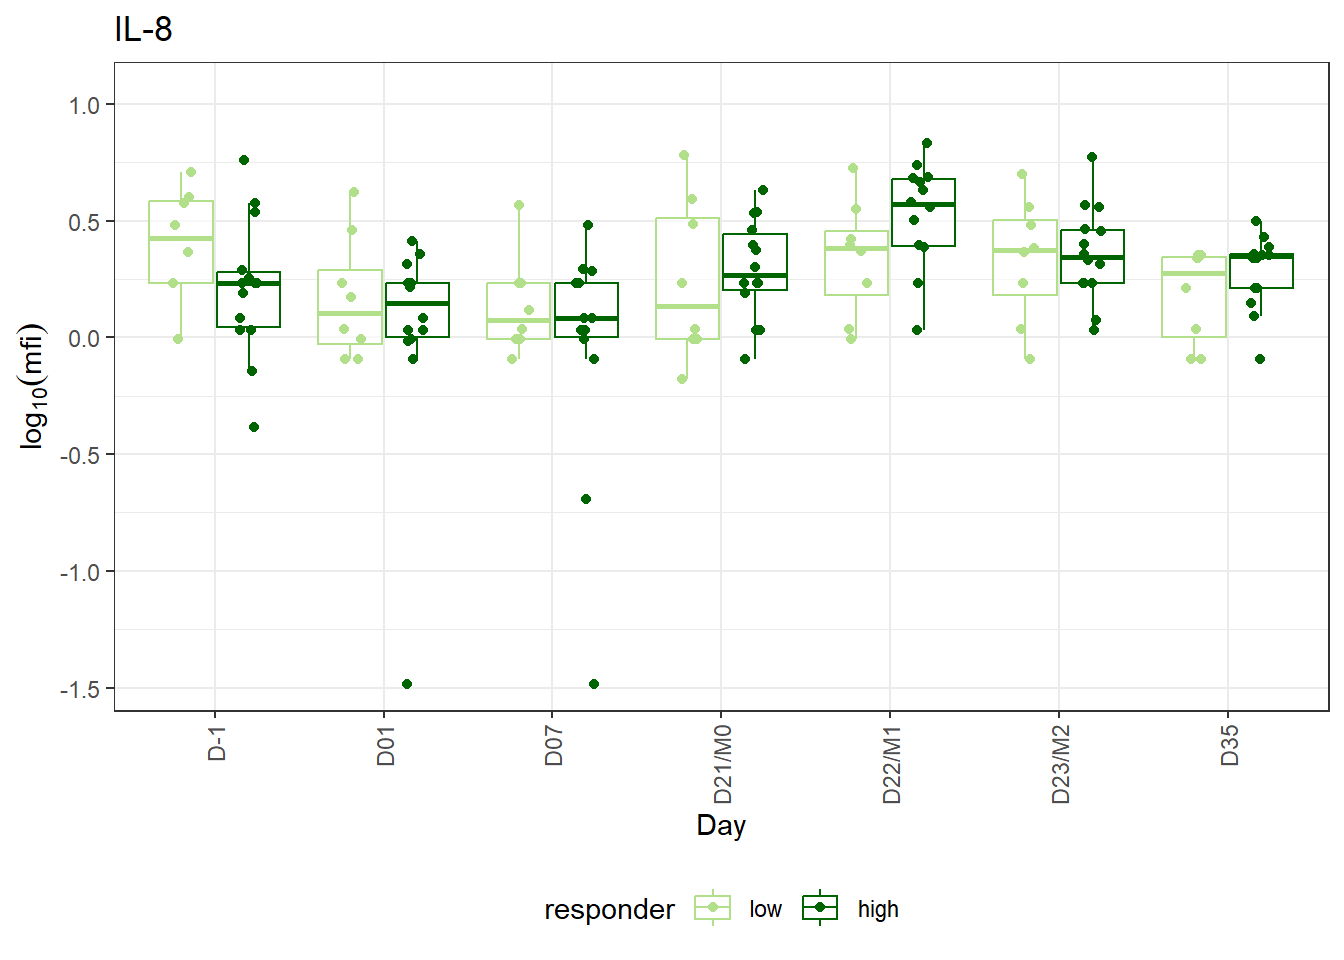 IL-8
1.0
0.5
0.0
-0.5
-1.0
-1.5
log10(mfi)
D-1
D01
D07
D21/M0
D22/M1
D23/M2
D35
Day
responder low high